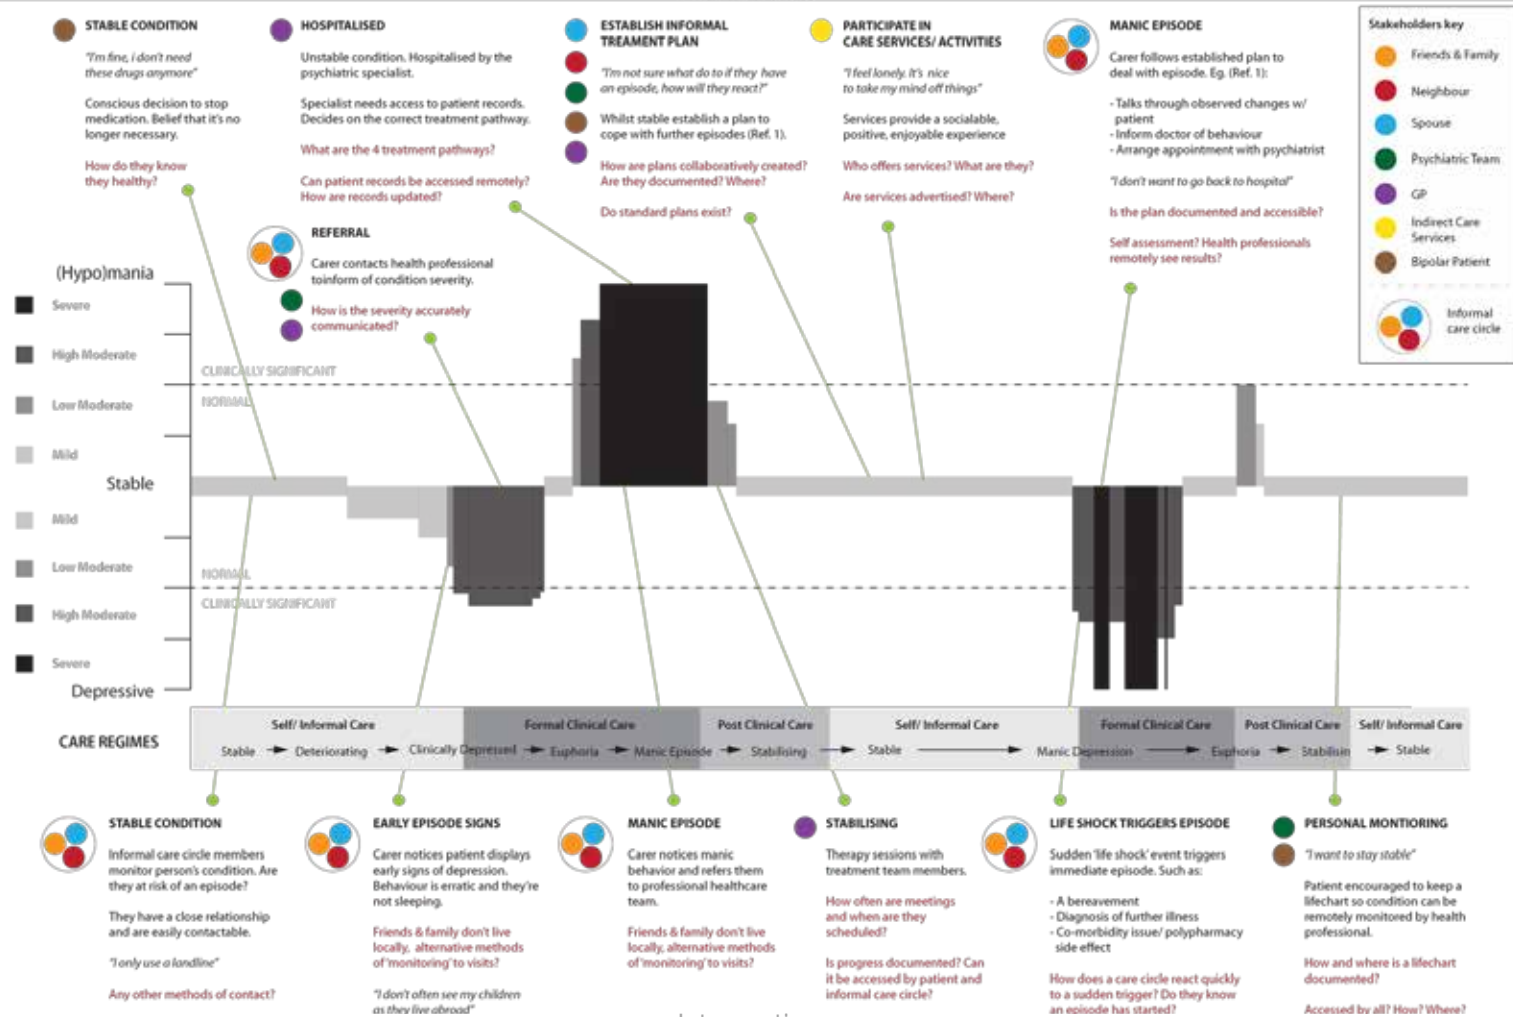 STABLE CONDITION
"I'm fine, i don't need
these drugs anymore"
Conscious decision to stop
medication. Belief that it's no
longer necessary.
How do they know
they healthy?
HOSPITALISED
Unstable condition. Hospitalised by the
psychiatric specialist.
Specialist needs access to patient records.
Decides on the correct treatment pathway.
What are the 4 treatment pathways?
Can patient records be accessed remotely?
How are records updated?
ESTABLISH INFORMAL
TREAMENT PLAN
"I'm not sure what do to if they have
an episode, how will they react?"
Whilst stable establish a plan to
cope with further episodes (Ref. 1).
How are plans collaboratively created?
Are they documented? Where?
Do standard plans exist?
PARTICIPATE IN
CARE SERVICES/ ACTIVITIES
"I feel lonely. It's nice
to take my mind off things"
Services provide a socialable,
positive, enjoyable experience
Who offers services? What are they?
Are services advertised? Where?
MANIC EPISODE
Carer follows established plan to
deal with episode. Eg. (Ref. 1):
- Talks through observed changes w/
patient
- Inform doctor of behaviour
- Arrange appointment with psychiatrist
"I don't want to go back to hospital"
Is the plan documented and accessible?
Self assessment? Health professionals
remotely see results?
Stakeholders key
Friends & Family
Neighbour
Spouse
Psychiatric Team
GP
Indirect Care
Services
Bipolar Patient
Informal
care circle
REFERRAL
Carer contacts health professional
toinform of condition severity.
How is the severity accurately
communicated?
(Hypo)mania
Severe
High Moderate
CLINICALLY SIGNIFICANT
NORMAL
Low Moderate
Mild
Stable
Mild
Low Moderate
NORMAL
CLINICALLY SIGNIFICANT
High Moderate
Severe
Depressive
CARE REGIMES
Self/ Informal Care
Formal Clinical Care
Post Clinical Care
Self/ Informal Care
Formal Clinical Care
Post Clinical Care
Self/ Informal Care
Stable
Deteriorating
Clinically Depressed
Euphoria
Manic Episode
Stabilising
Stable
Manic Depression
Euphoria
Stabilisin
Stable
STABLE CONDITION
Informal care circle members
monitor person's condition. Are
they at risk of an episode?
They have a close relationship
and are easily contactable.
"I only use a landline"
Any other methods of contact?
EARLY EPISODE SIGNS
Carer notices patient displays
early signs of depression.
Behaviour is erratic and they're
not sleeping.
Friends & family don't live
locally, alternative methods
of 'monitoring' to visits?
"I don't often see my children
as they live abroad"
MANIC EPISODE
Carer notices manic
behavior and refers them
to professional healthcare
team.
Friends & family don't live
locally, alternative methods
of 'monitoring' to visits?
STABILISING
Therapy sessions with
treatment team members.
How often are meetings
and when are they
scheduled?
Is progress documented? Can
it be accessed by patient and
informal care circle?
LIFE SHOCK TRIGGERS EPISODE
Sudden 'life shock' event triggers
immediate episode. Such as:
- A bereavement
- Diagnosis of further illness
- Co-morbidity issue/ polypharmacy
side effect
How does a care circle react quickly
to a sudden trigger? Do they know
an episode has started?
PERSONAL MONTIORING
"I want to stay stable"
Patient encouraged to keep a
lifechart so condition can be
remotely monitored by health
professional.
How and where is a lifechart
documented?
Accessed by all? How? Where?